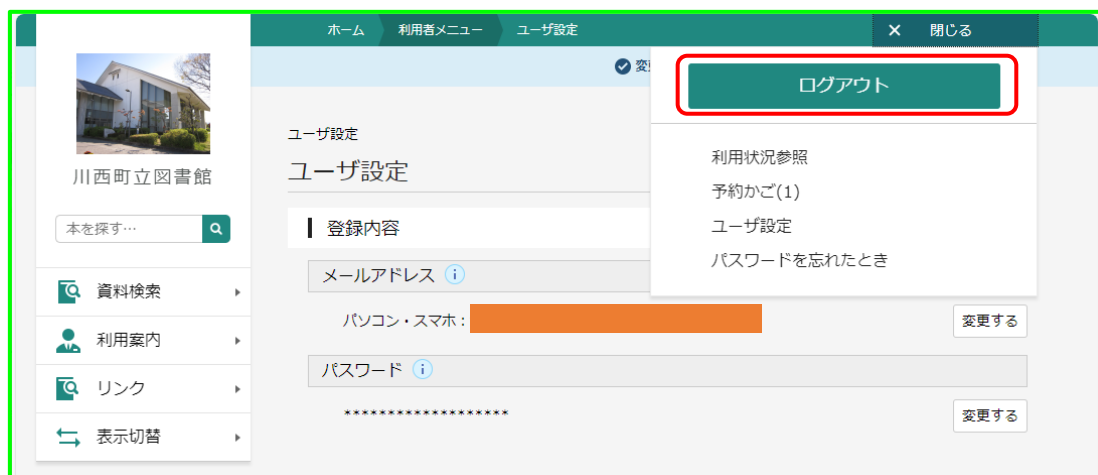 ホーム 利用者メニュー ユーザ設定 × 閉じる
変
ログアウト
利用状況参照
予約かご(1)
ユーザ設定
パスワードを忘れたとき
川西町立図書館
本を探す…
資料検索
利用案内
リンク
表示切替
ユーザ設定
ユーザ設定
登録内容
メールアドレス i
パソコン・スマホ： 変更する
パスワード i
******************* 変更する